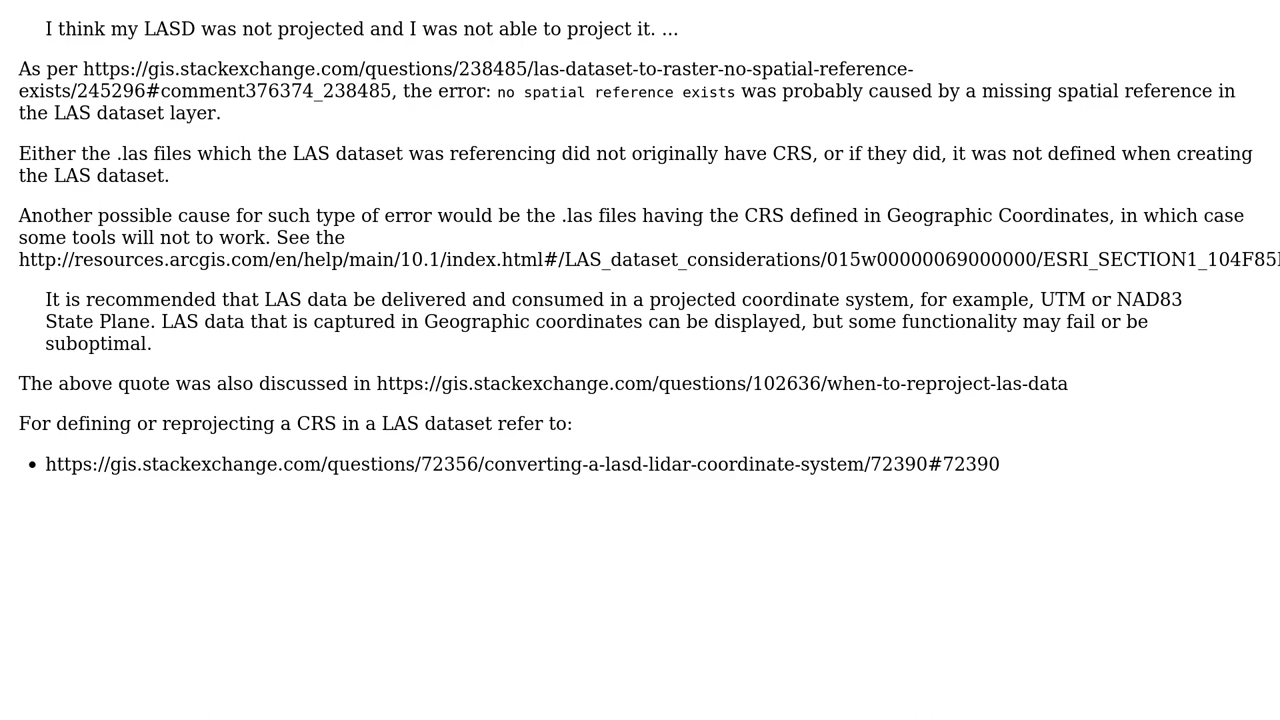 I think my LASD was not projected and I was not able to project it. ...
As per https://gis.stackexchange.com/questions/238485/las-dataset-to-raster-no-spatial-reference-
exists/245296#comment376374_238485, the error: no spatial reference exists was probably caused by a missing spatial reference in
the LAS dataset layer.
Either the .las files which the LAS dataset was referencing did not originally have CRS, or if they did, it was not defined when creating
the LAS dataset.
Another possible cause for such type of error would be the .las files having the CRS defined in Geographic Coordinates, in which case
some tools will not to work. See the
http://resources.arcgis.com/en/help/main/10.1/index.html#/LAS_dataset_considerations/015w00000069000000/ESRI_SECTION1_104F85
It is recommended that LAS data be delivered and consumed in a projected coordinate system, for example, UTM or NAD83
State Plane. LAS data that is captured in Geographic coordinates can be displayed, but some functionality may fail or be
suboptimal.
The above quote was also discussed in https://gis.stackexchange.com/questions/102636/when-to-reproject-las-data
For defining or reprojecting a CRS in a LAS dataset refer to:
• https://gis.stackexchange.com/questions/72356/converting-a-lasd-lidar-coordinate-system/72390#72390